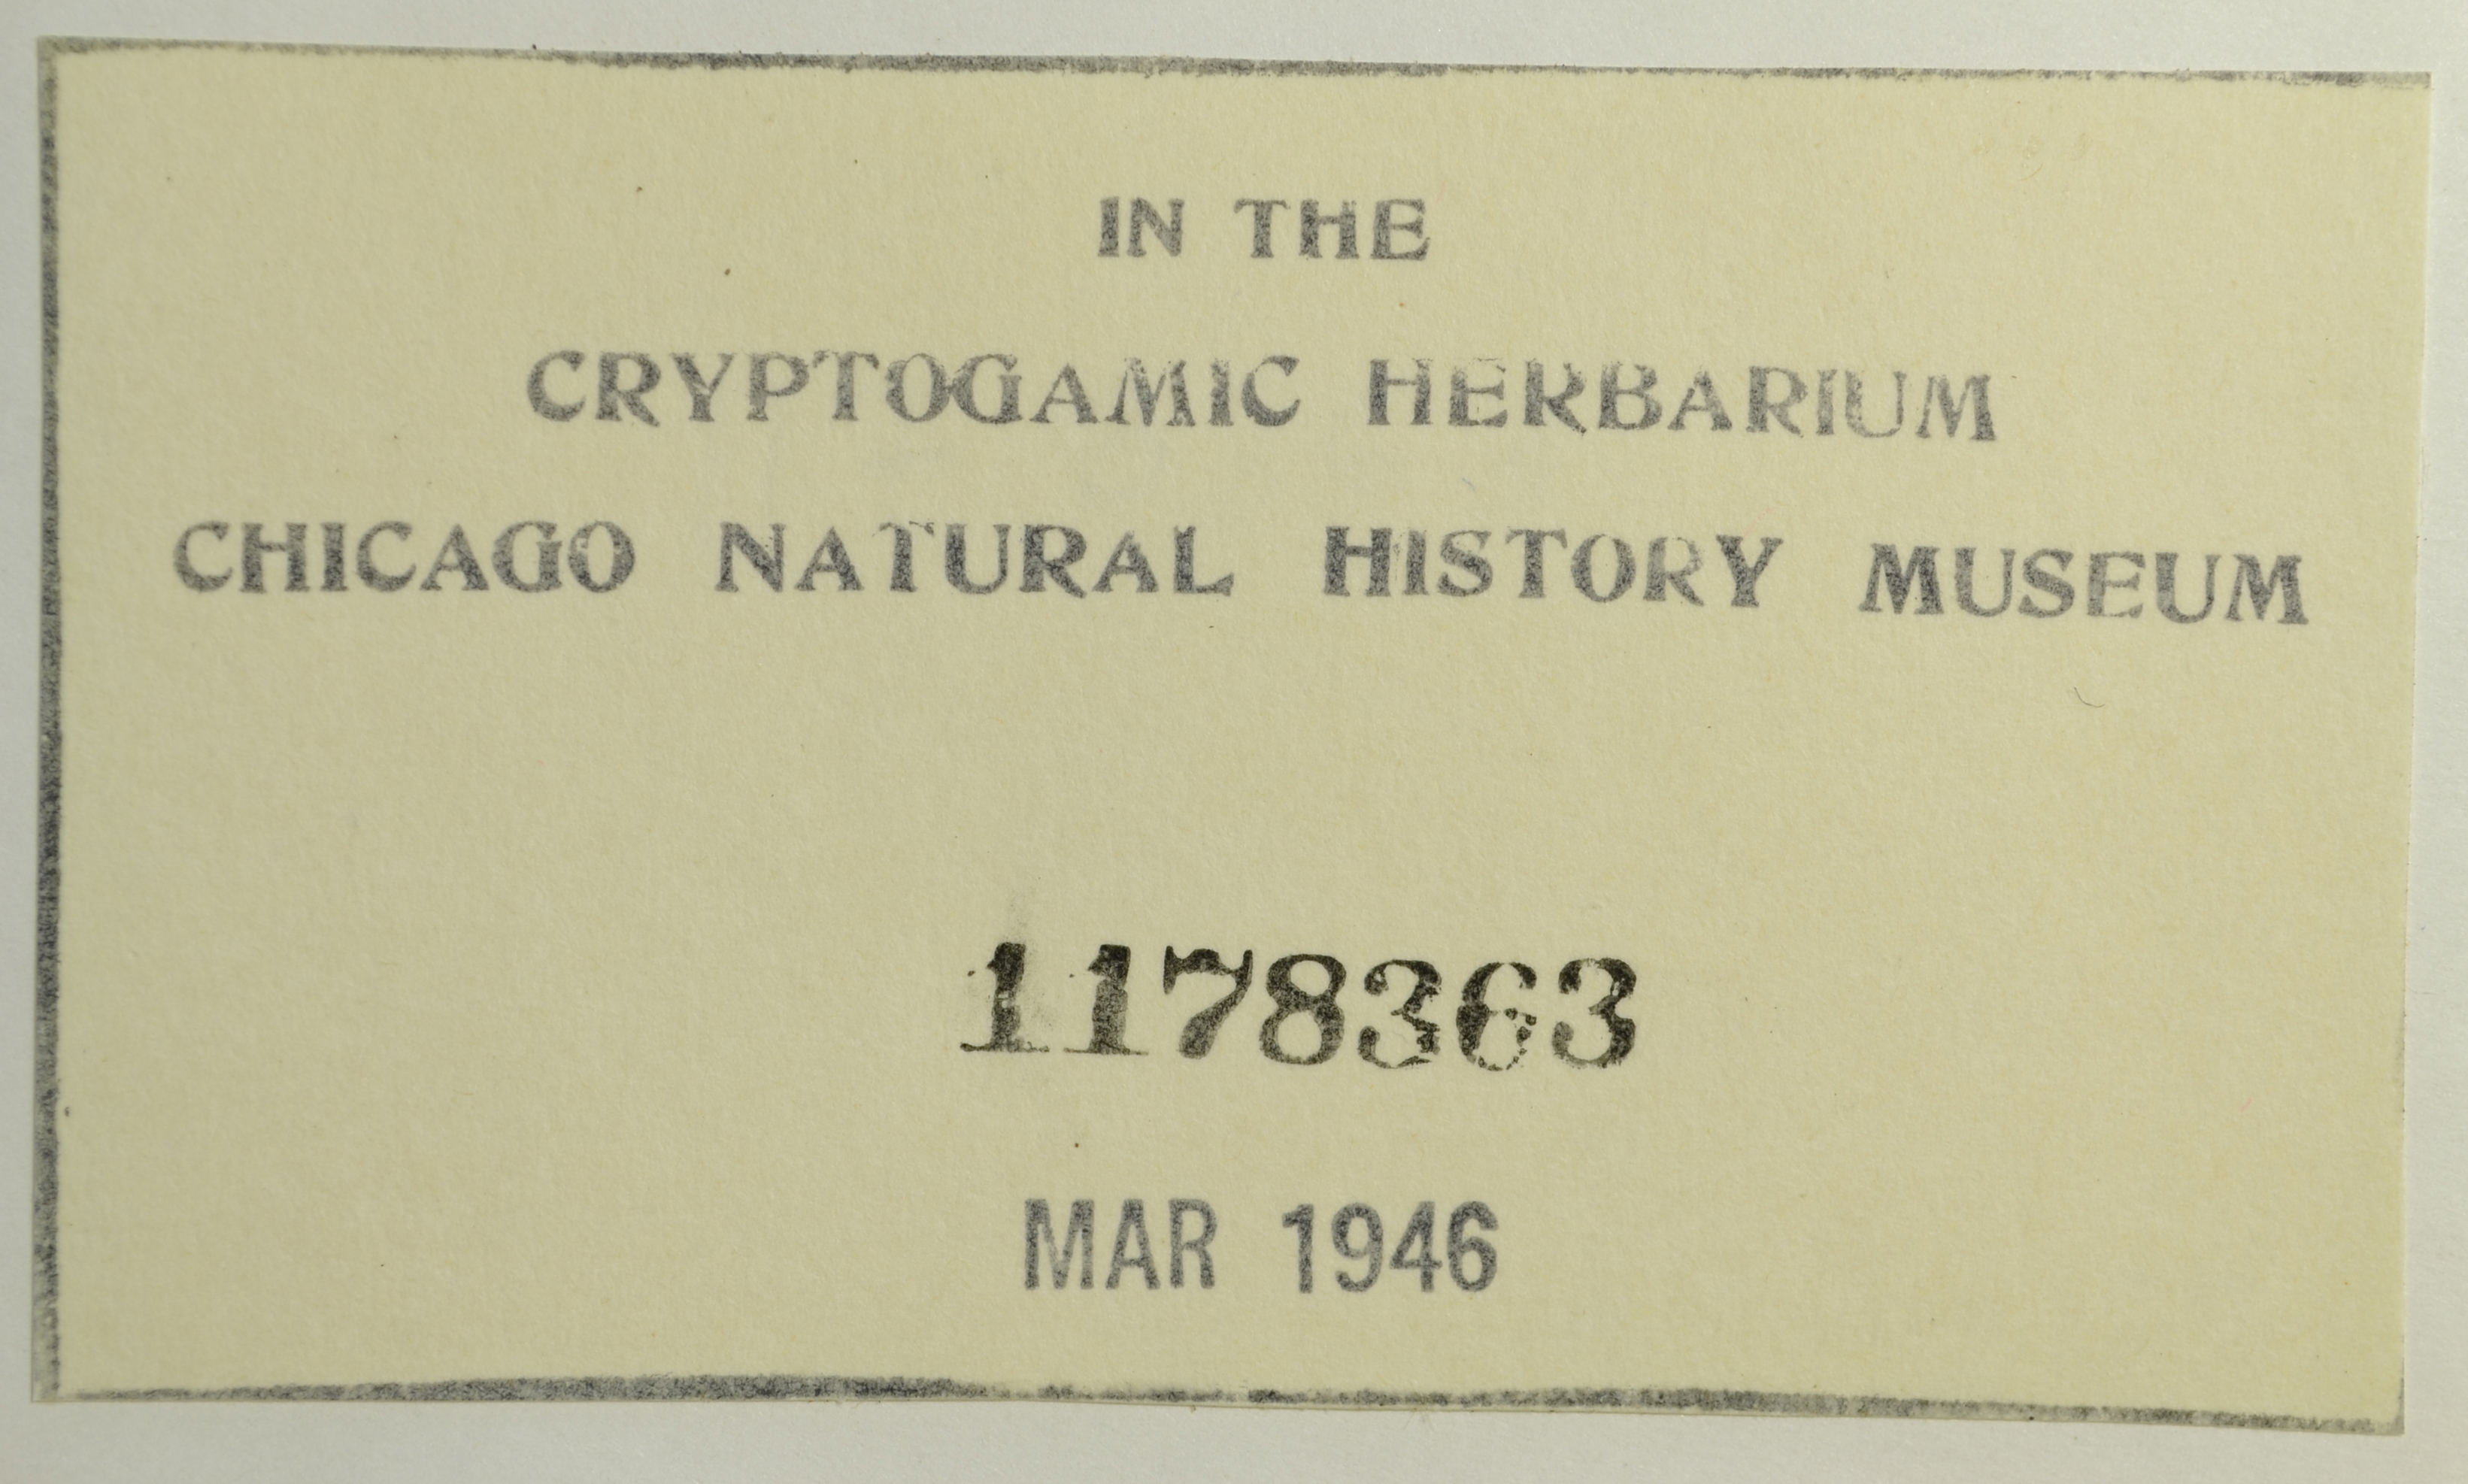 IN THE
CRYPTOGAMIC HERBARIUM
CHICAGO NATURAL HISTORY MUSEUM
1178363
MAR 1946